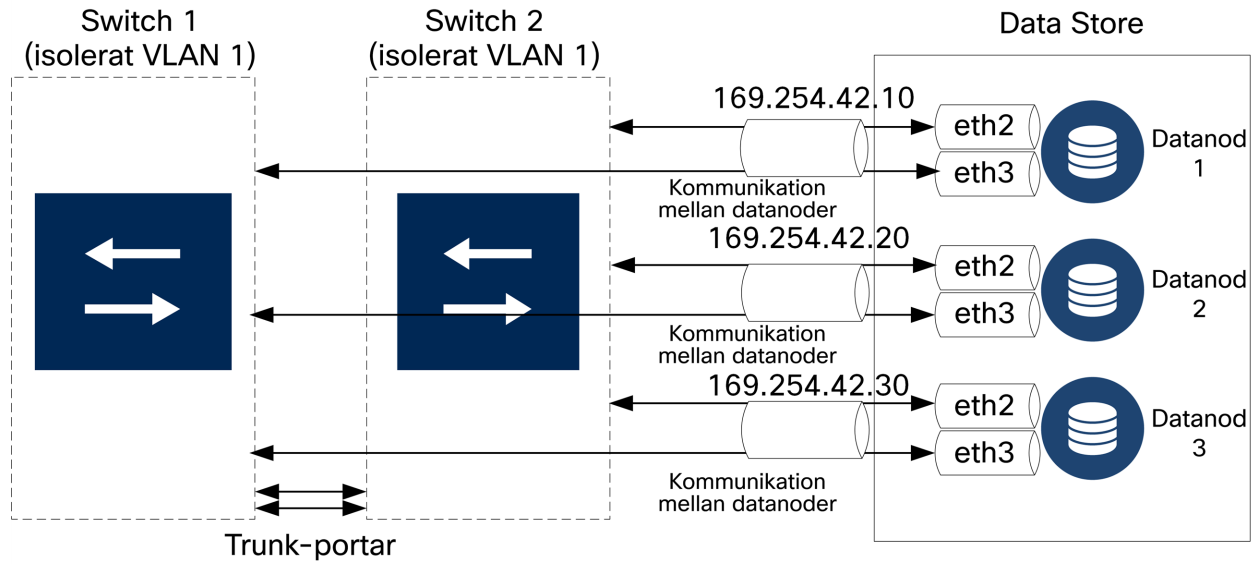 Switch 1
(isolerat VLAN 1)
Switch 2
(isolerat VLAN 1)
Data Store
169.254.42.10
eth2
eth3
Datanod
1
Kommunikation
mellan datanoder
169.254.42.20
eth2
eth3
Datanod
2
Kommunikation
mellan datanoder
169.254.42.30
eth2
eth3
Datanod
3
Kommunikation
mellan datanoder
Trunk-portar